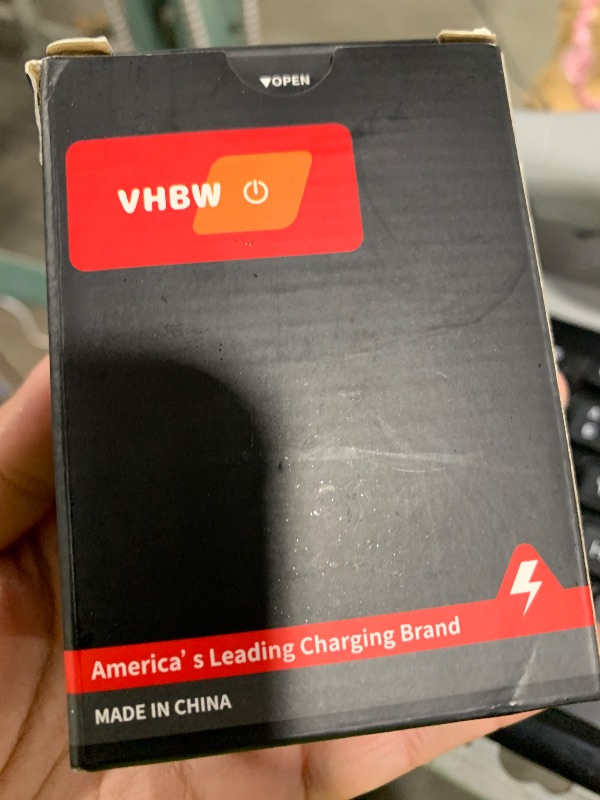 ▼OPEN
VHBW
America's Leading Charging Brand
MADE IN CHINA